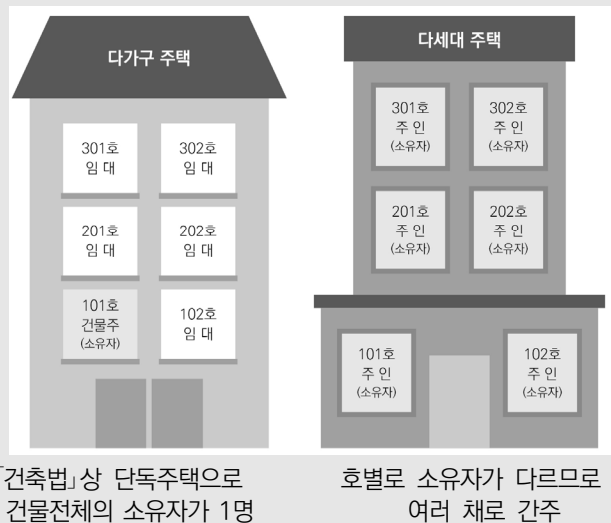 다가구 주택
301호
임 대
302호
임 대
201호
임 대
202호
임 대
101호
건물주
(소유자)
102호
임 대
「건축법」상 단독주택으로
건물전체의 소유자가 1명
다세대 주택
301호
주 인
(소유자)
302호
주 인
(소유자)
201호
주 인
(소유자)
202호
주 인
(소유자)
101호
주 인
(소유자)
102호
주 인
(소유자)
호별로 소유자가 다르므로
여러 채로 간주